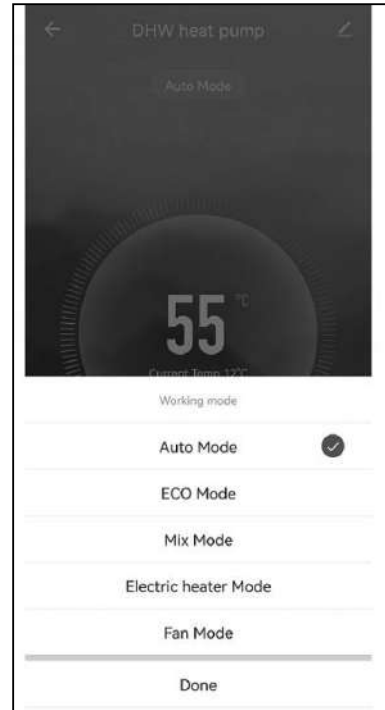 DHW heat pump
Auto Mode
55 °C
Current Temp 12°C
Working mode
Auto Mode
ECO Mode
Mix Mode
Electric heater Mode
Fan Mode
Done